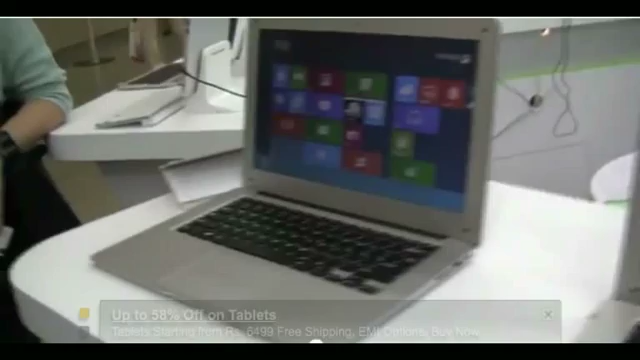 Up to 58% Off on Tablets
Tablets Starting from Rs. 6499 Free Shipping, EMI Options, Buy Now